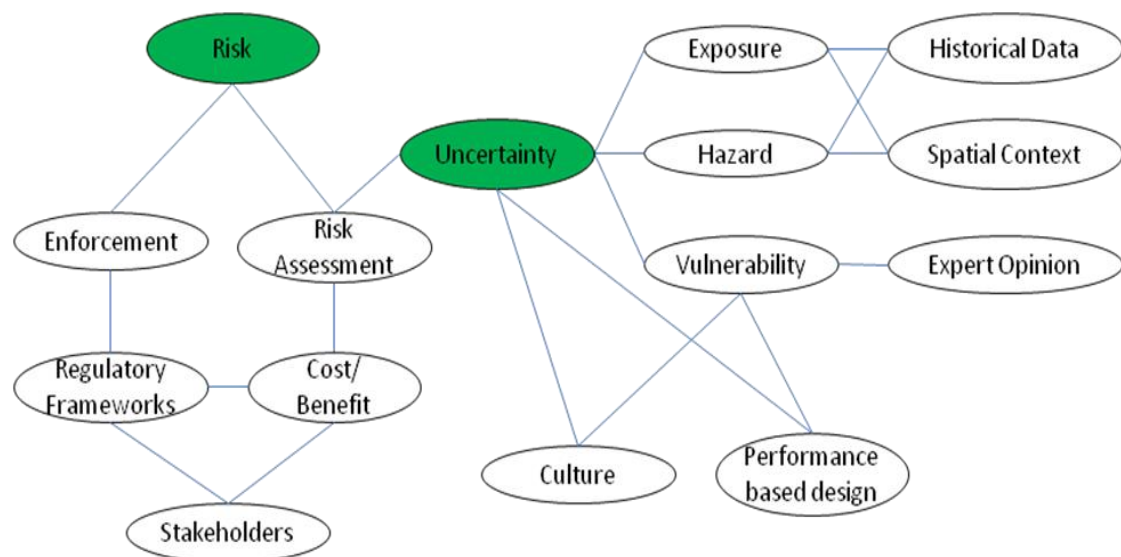 Risk
Exposure
Historical Data
Uncertainty
Hazard
Spatial Context
Enforcement
Risk
Assessment
Vulnerability
Expert Opinion
Regulatory
Frameworks
Cost/
Benefit
Culture
Performance
based design
Stakeholders